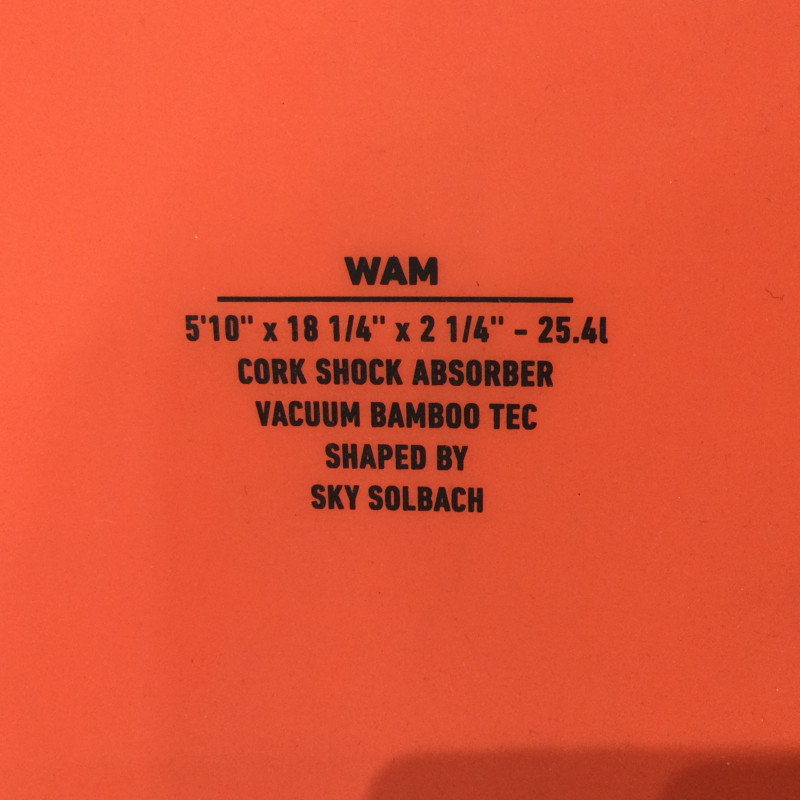 WAM
5'10" x 18 1/4" x 2 1/4" - 25.4l
CORK SHOCK ABSORBER
VACUUM BAMBOO TEC
SHAPED BY
SKY SOLBACH